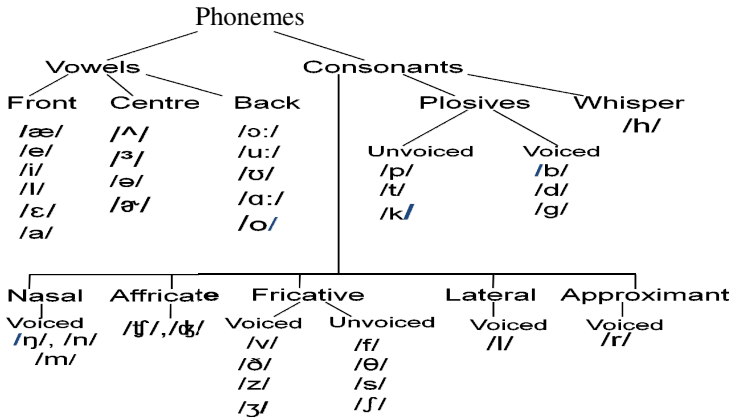 Phonemes
Vowels Consonants
Front Centre Back Plosives Whisper
/æ/ /^/ /ɔ:/ /h/
/e/ /³/ /u:/ Unvoiced Voiced
/i/ /ə/ /ʊ/ /p/ /b/
/I/ /ɚ/ /ɑ:/ /t/ /d/
/ɛ/ /o/ /k/ /g/
/a/
Nasal Affricate Fricative Lateral Approximant
Voiced /ʧ/,/ʤ/ Voiced Unvoiced Voiced Voiced
/ŋ/, /n/ /v/ /f/ /l/ /r/
/m/ /ð/ /θ/
/z/ /s/
/ʒ/ /ʃ/